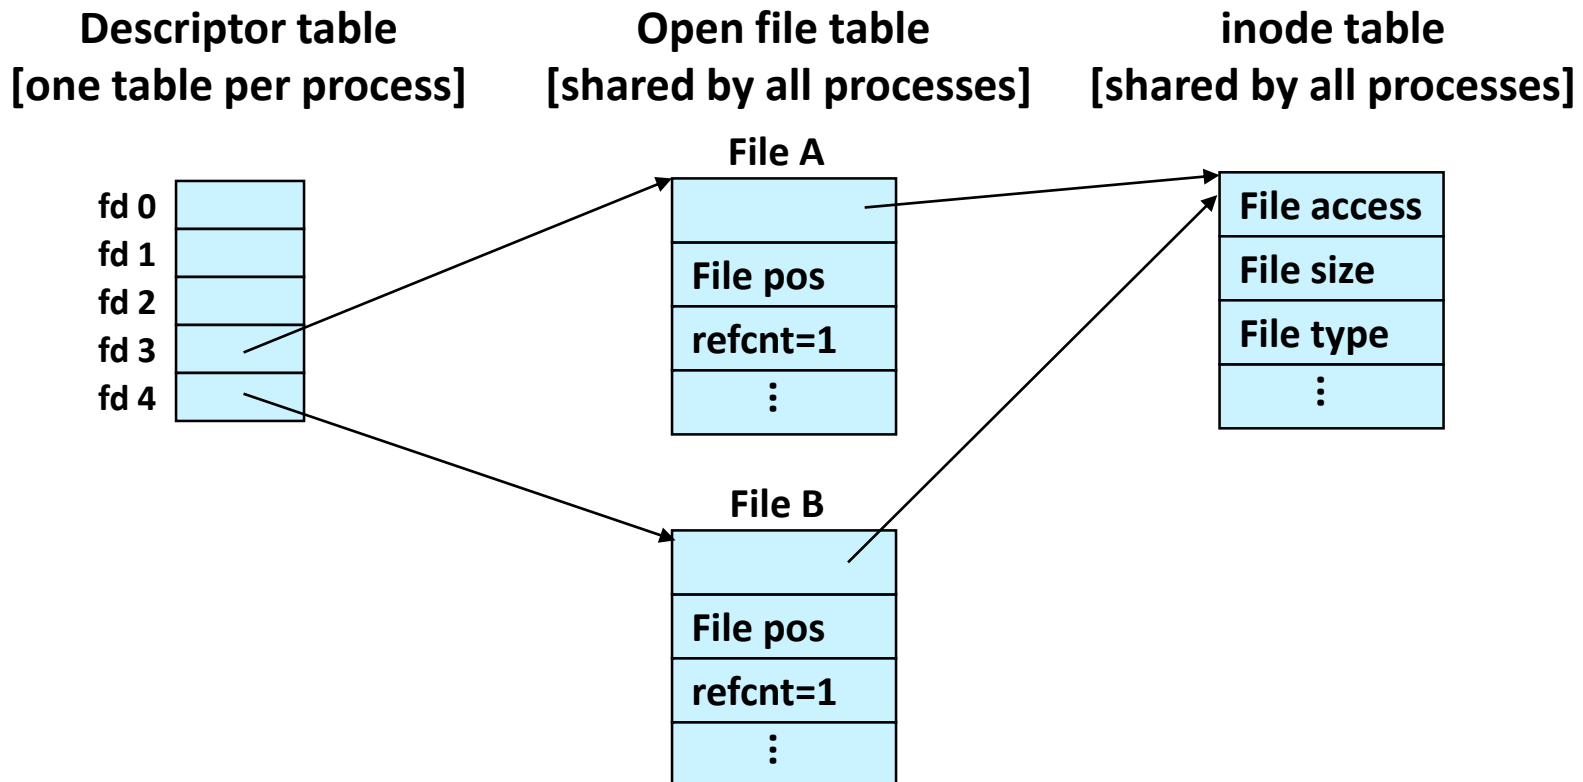 Descriptor table
[one table per process]
Open file table
[shared by all processes]
inode table
[shared by all processes]
fd 0
fd 1
fd 2
fd 3
fd 4
File A
File pos
refcnt=1
⋮
File B
File pos
refcnt=1
⋮
File access
File size
File type
⋮